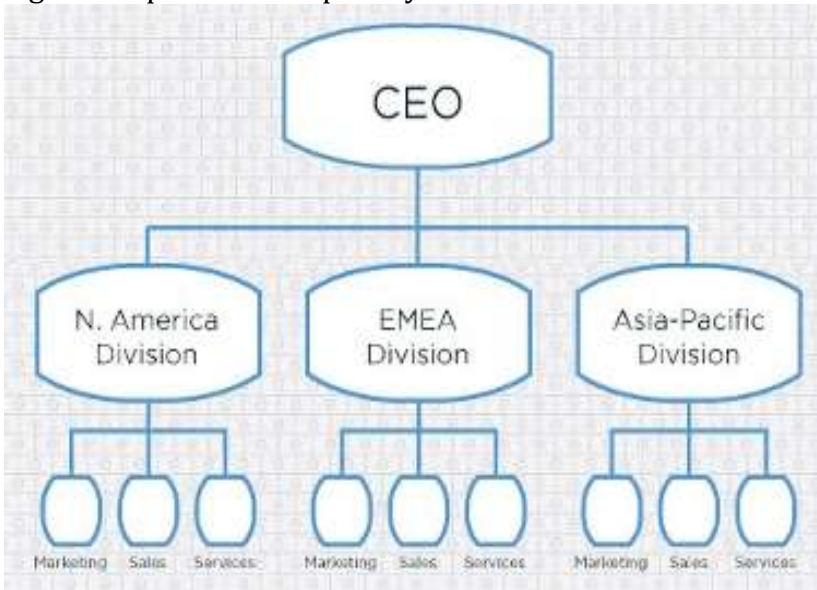 CEO
N. America
Division
EMEA
Division
Asia-Pacific
Division
Marketing Sales Services
Marketing Sales Services
Marketing Sales Services